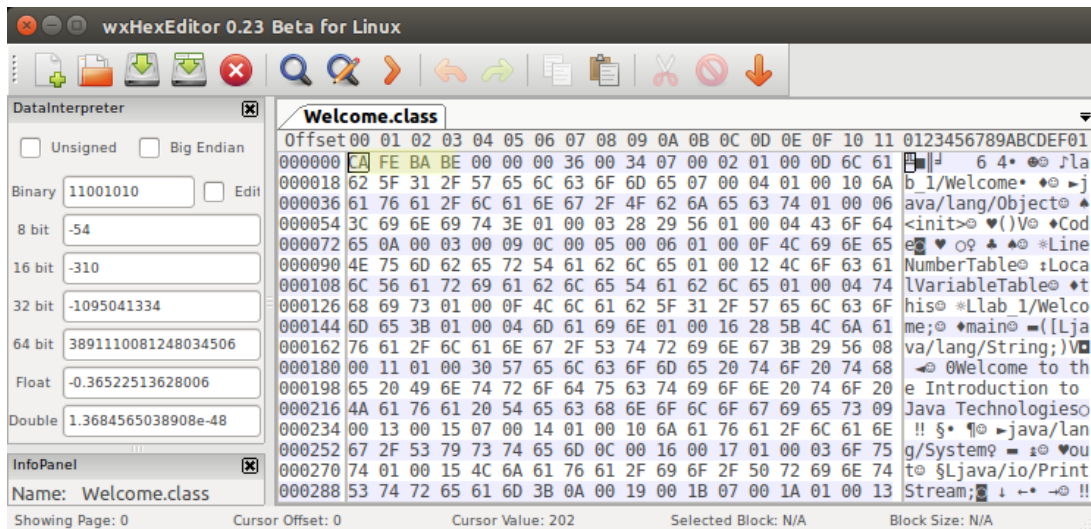 wxHexEditor 0.23 Beta for Linux
DataInterpreter
Unsigned Big Endian
Binary 11001010 Edit
8 bit -54
16 bit -310
32 bit -1095041334
64 bit 3891110081248034506
Float -0.36522513628006
Double 1.3684565038908e-48
InfoPanel
Name: Welcome.class
Welcome.class
Offset 00 01 02 03 04 05 06 07 08 09 0A 0B 0C 0D 0E 0F 10 11 0123456789ABCDEF01
000000 CA FE BA BE 00 00 00 36 00 34 07 00 02 01 00 0D 6C 61 6 4• ☻☺ ♪la
000018 62 5F 31 2F 57 65 6C 63 6F 6D 65 07 00 04 01 00 10 6A b_1/Welcome• ♦☺ ►j
000036 61 76 61 2F 6C 61 6E 67 2F 4F 62 6A 65 63 74 01 00 06 ava/lang/Object☺ ♠
000054 3C 69 6E 69 74 3E 01 00 03 28 29 56 01 00 04 43 6F 64 <init>☺ ♥()V☺ ♦Cod
000072 65 0A 00 03 00 09 0C 00 05 00 06 01 00 0F 4C 69 6E 65 e◙ ♥ ○♀ ♣ ♠☺ ☼Line
000090 4E 75 6D 62 65 72 54 61 62 6C 65 01 00 12 4C 6F 63 61 NumberTable☺ ↕Loca
000108 6C 56 61 72 69 61 62 6C 65 54 61 62 6C 65 01 00 04 74 lVariableTable☺ ♦t
000126 68 69 73 01 00 0F 4C 6C 61 62 5F 31 2F 57 65 6C 63 6F his☺ ☼Llab_1/Welco
000144 6D 65 3B 01 00 04 6D 61 69 6E 01 00 16 28 5B 4C 6A 61 me;☺ ♦main☺ ▬([Lja
000162 76 61 2F 6C 61 6E 67 2F 53 74 72 69 6E 67 3B 29 56 08 va/lang/String;)V◘
000180 00 11 01 00 30 57 65 6C 63 6F 6D 65 20 74 6F 20 74 68 ◄☺ 0Welcome to th
000198 65 20 49 6E 74 72 6F 64 75 63 74 69 6F 6E 20 74 6F 20 e Introduction to
000216 4A 61 76 61 20 54 65 63 68 6E 6F 6C 6F 67 69 65 73 09 Java Technologies○
000234 00 13 00 15 07 00 14 01 00 10 6A 61 76 61 2F 6C 61 6E ‼ §• ¶☺ ►java/lan
000252 67 2F 53 79 73 74 65 6D 0C 00 16 00 17 01 00 03 6F 75 g/System♀ ▬ ↨☺ ♥ou
000270 74 01 00 15 4C 6A 61 76 61 2F 69 6F 2F 50 72 69 6E 74 t☺ §Ljava/io/Print
000288 53 74 72 65 61 6D 3B 0A 00 19 00 1B 07 00 1A 01 00 13 Stream;◙ ↓ ←• →☺ ‼
Showing Page: 0 Cursor Offset: 0 Cursor Value: 202 Selected Block: N/A Block Size: N/A